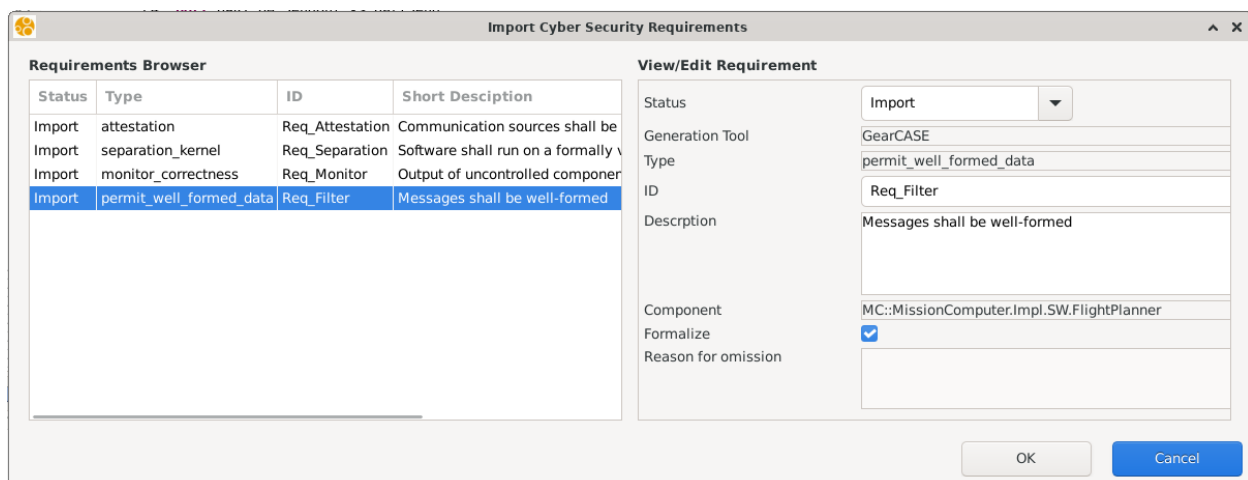 Import Cyber Security Requirements
Requirements Browser
Status Type ID Short Desciption
Import attestation Req_Attestation Communication sources shall be
Import separation_kernel Req_Separation Software shall run on a formally
Import monitor_correctness Req_Monitor Output of uncontrolled
Import permit_well_formed_data Req_Filter Messages shall be well-formed
View/Edit Requirement
Status Import
Generation Tool GearCASE
Type permit_well_formed_data
ID Req_Filter
Descrption Messages shall be well-formed
Component MC::MissionComputer.Impl.SW.FlightPlanner
Formalize
Reason for omission
OK Cancel